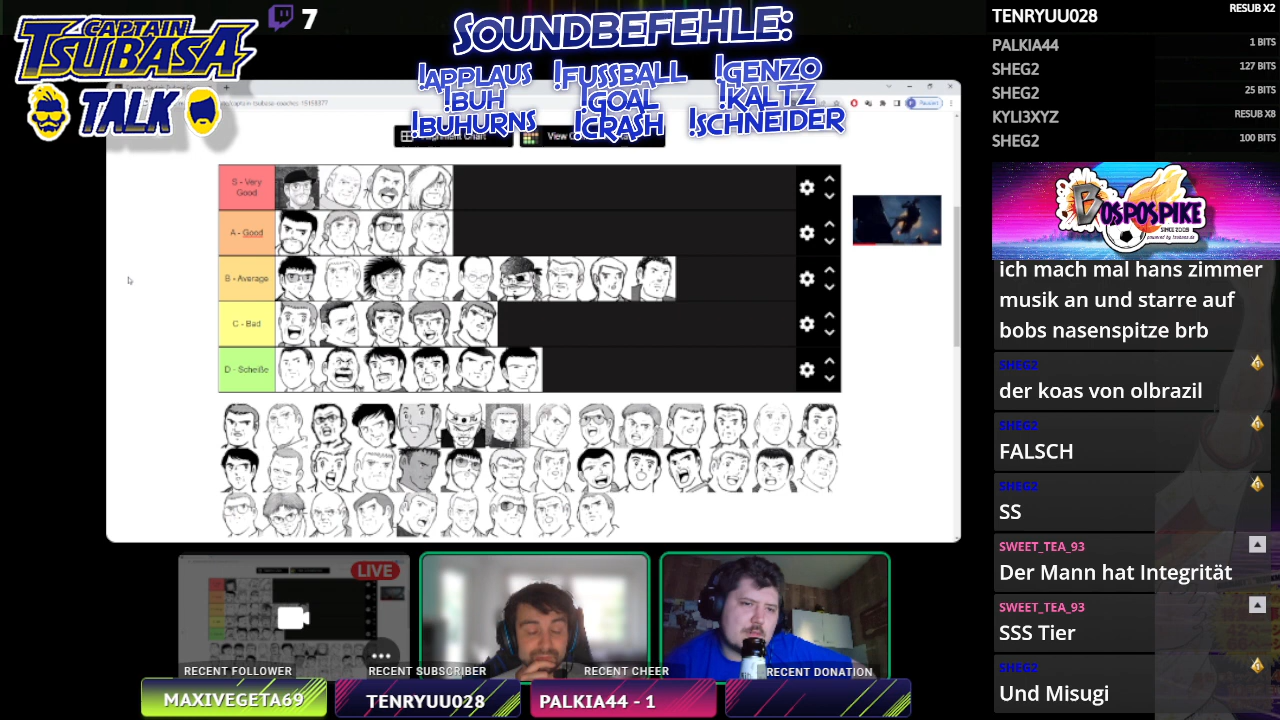 CAPTAIN
TSUBASA
TALK
7
SOUNDBEFEHLE:
!APPLAUS !FUSSBALL !GENZO
!BUH !GOAL !KALTZ
!BUHURNS !CRASH !SCHNEIDER
S - Very
Good
A - Good
B - Average
C - Bad
D - Scheiße
LIVE
RECENT FOLLOWER
MAXIVEGETA69
RECENT SUBSCRIBER
TENRYUU028
RECENT CHEER
PALKIA44 - 1
RECENT DONATION
TENRYUU028 RESUB X2
PALKIA44 1 BITS
SHEG2 127 BITS
SHEG2 25 BITS
KYLI3XYZ RESUB X8
SHEG2 100 BITS
BOSPOSPIKE
SINCE 2008
ich mach mal hans zimmer
musik an und starre auf
bobs nasenspitze brb
SHEG2
der koas von olbrazil
SHEG2
FALSCH
SHEG2
SS
SWEET_TEA_93
Der Mann hat Integrität
SWEET_TEA_93
SSS Tier
SHEG2
Und Misugi